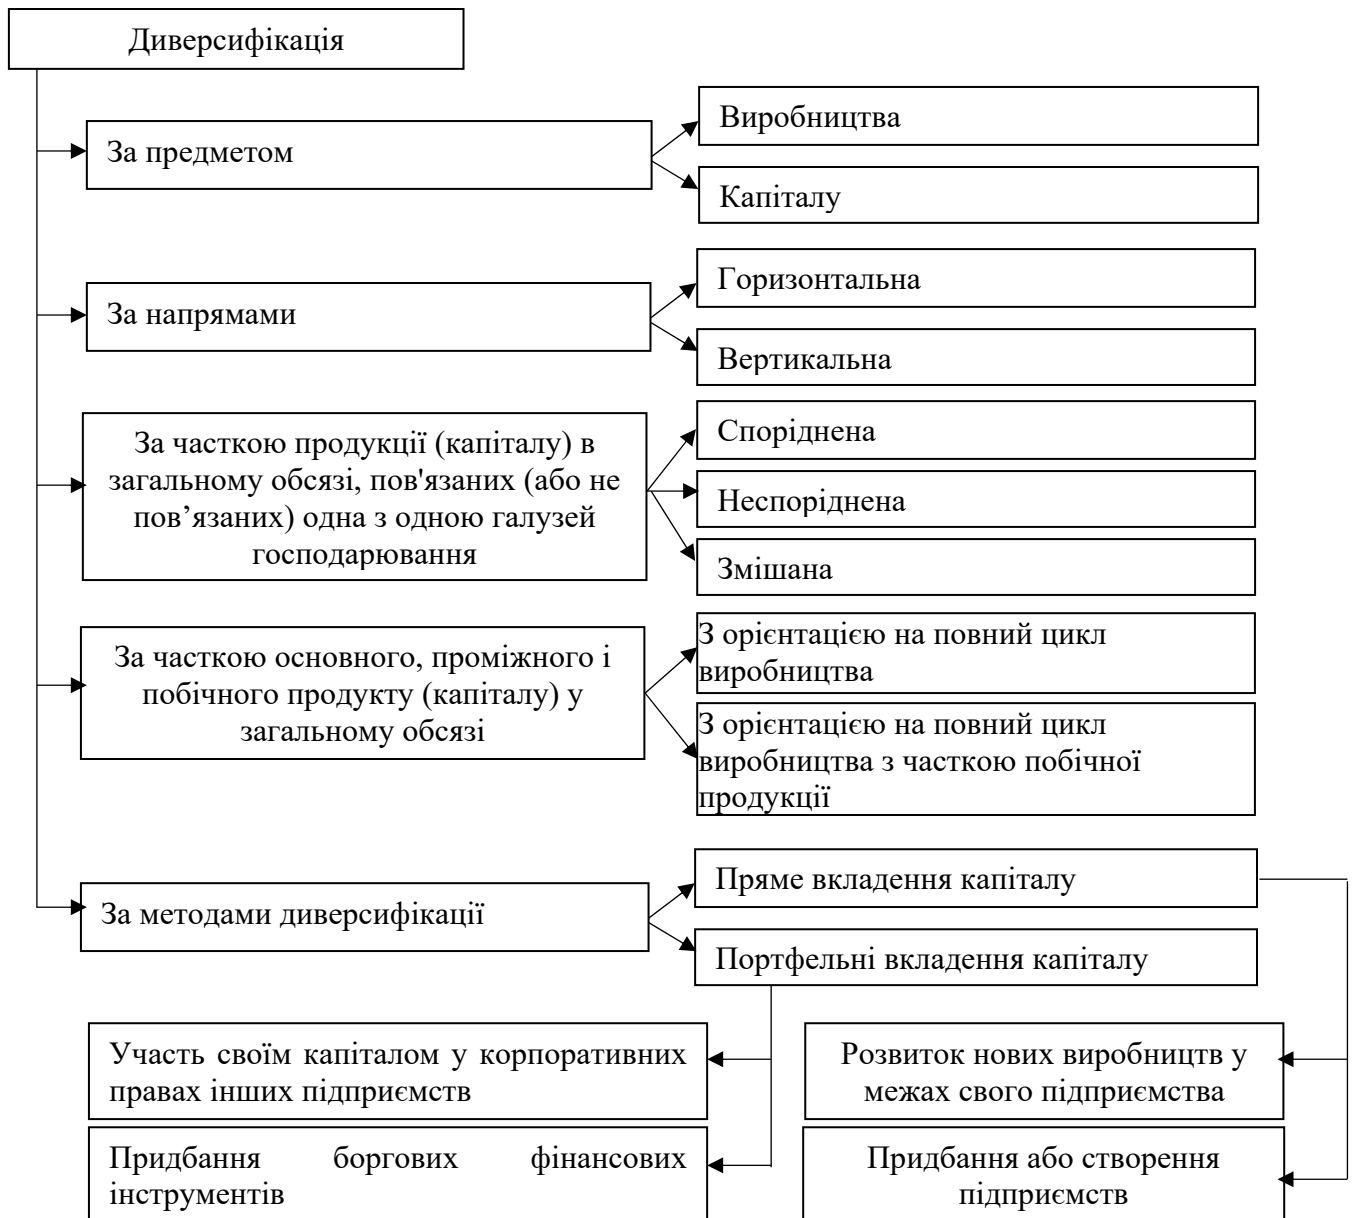 Диверсифікація
За предметом
Виробництва
Капіталу
За напрямами
Горизонтальна
Вертикальна
За часткою продукції (капіталу) в
загальному обсязі, пов'язаних (або не
пов’язаних) одна з одною галузей
господарювання
Споріднена
Неспоріднена
Змішана
За часткою основного, проміжного і
побічного продукту (капіталу) у
загальному обсязі
З орієнтацією на повний цикл
виробництва
З орієнтацією на повний цикл
виробництва з часткою побічної
продукції
За методами диверсифікації
Пряме вкладення капіталу
Портфельні вкладення капіталу
Участь своїм капіталом у корпоративних
правах інших підприємств
Розвиток нових виробництв у
межах свого підприємства
Придбання боргових фінансових
інструментів
Придбання або створення
підприємств